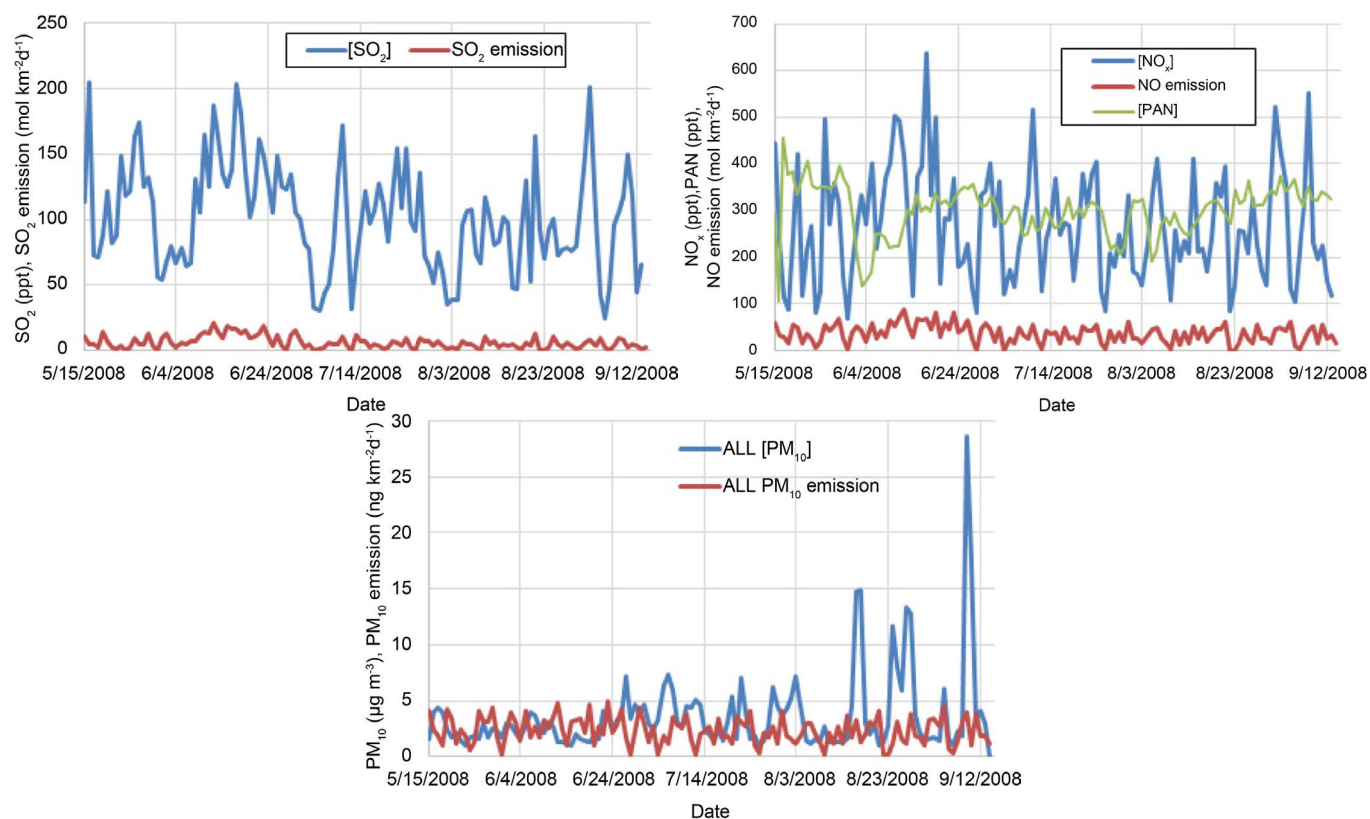 SO₂ (ppt), SO₂ emission (mol km⁻²d⁻¹)
250
200
150
100
50
0
[SO₂] SO₂ emission
5/15/2008 6/4/2008 6/24/2008 7/14/2008 8/3/2008 8/23/2008 9/12/2008
Date
NOₓ (ppt),PAN (ppt),
NO emission (mol km⁻²d⁻¹)
700
600
500
400
300
200
100
0
[NOₓ]
NO emission
[PAN]
5/15/2008 6/4/2008 6/24/2008 7/14/2008 8/3/2008 8/23/2008 9/12/2008
Date
PM₁₀ (µg m⁻³), PM₁₀ emission (ng km⁻²d⁻¹)
30
25
20
15
10
5
0
ALL [PM₁₀]
ALL PM₁₀ emission
5/15/2008 6/4/2008 6/24/2008 7/14/2008 8/3/2008 8/23/2008 9/12/2008
Date